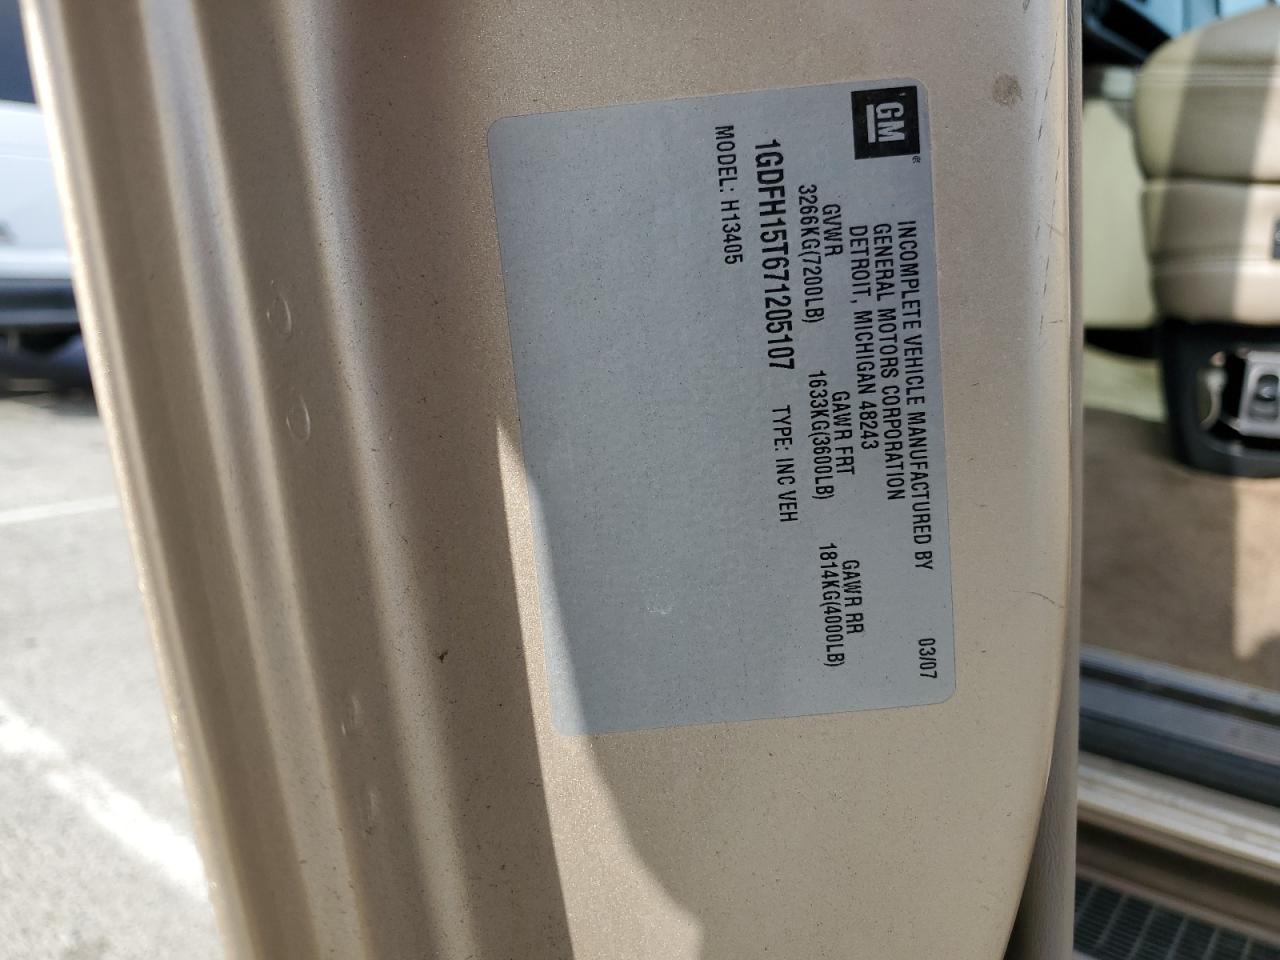 GM
INCOMPLETE VEHICLE MANUFACTURED BY 03/07
GENERAL MOTORS CORPORATION
DETROIT, MICHIGAN 48243
GVWR GAWR FRT GAWR RR
3266KG(7200LB) 1633KG(3600LB) 1814KG(4000LB)
1GDFH15T671205107 TYPE: INC VEH
MODEL: H13405